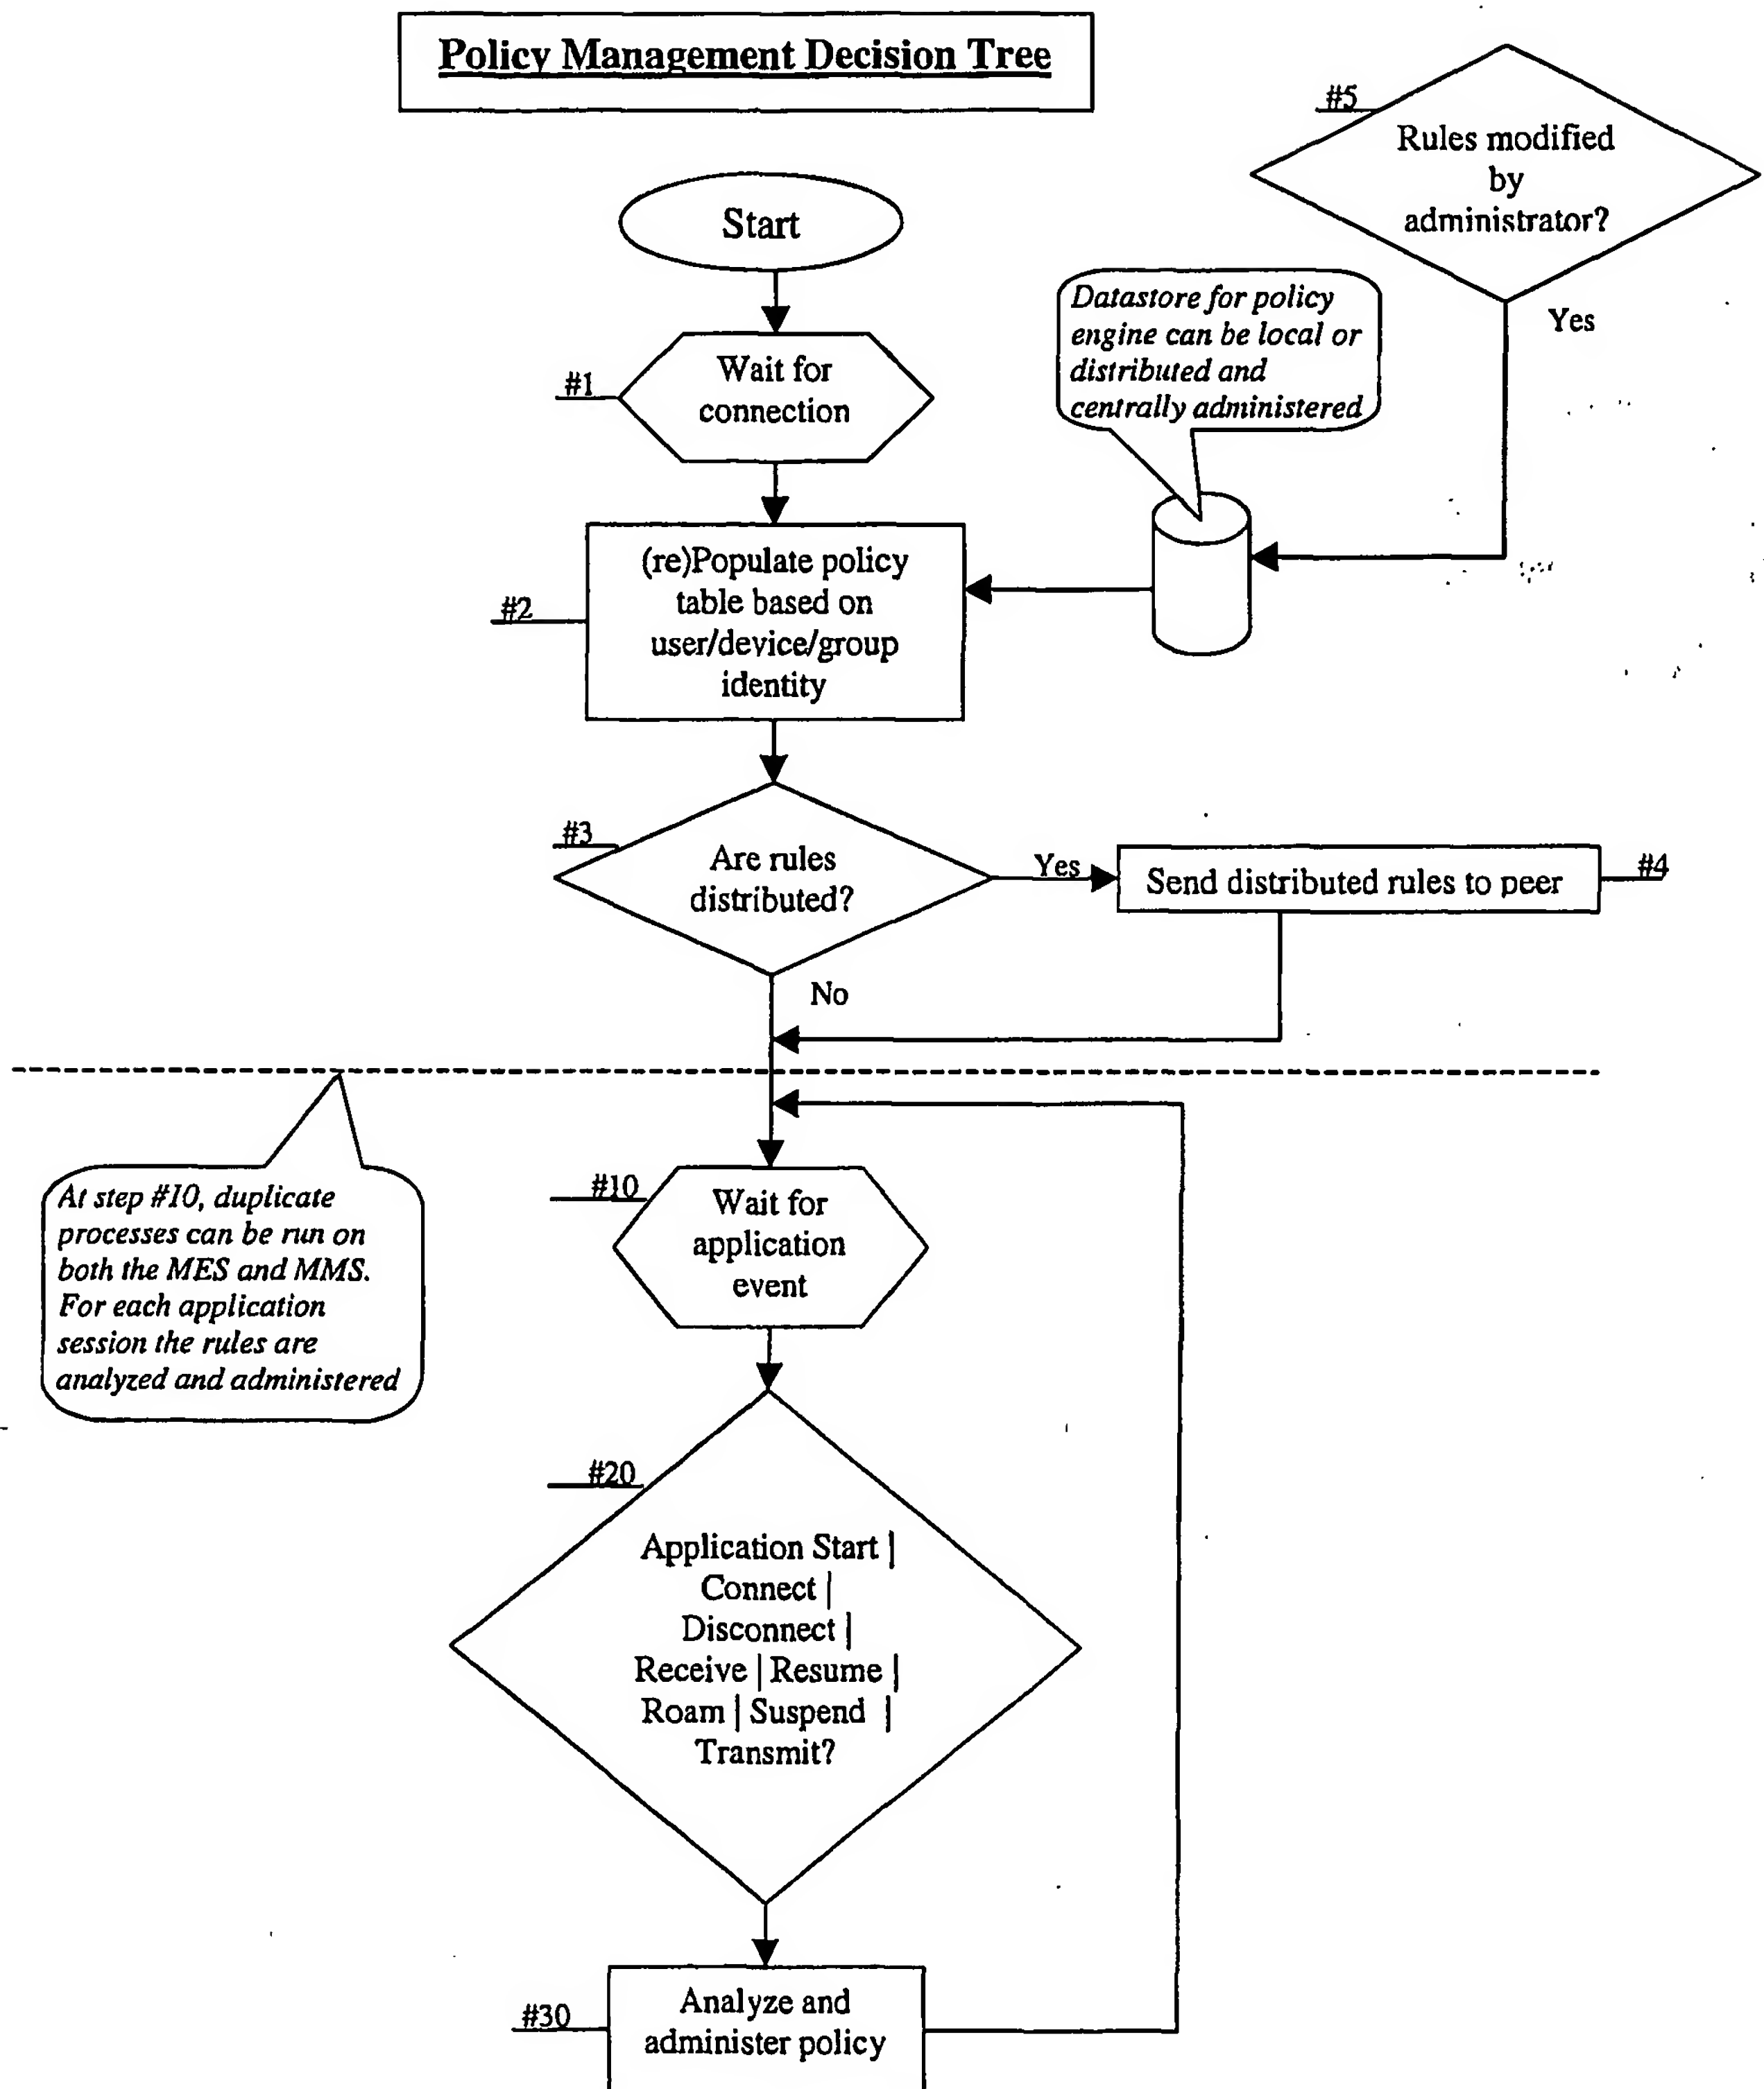 Policy Management Decision Tree
#5
Rules modified
by
administrator?
Yes
Start
Datastore for policy
engine can be local or
distributed and
centrally administered
#1
Wait for
connection
#2
(re)Populate policy
table based on
user/device/group
identity
#3
Are rules
distributed?
Yes
Send distributed rules to peer
#4
No
At step #10, duplicate
processes can be run on
both the MES and MMS.
For each application
session the rules are
analyzed and administered
#10
Wait for
application
event
#20
Application Start |
Connect |
Disconnect |
Receive | Resume |
Roam | Suspend |
Transmit?
#30
Analyze and
administer policy